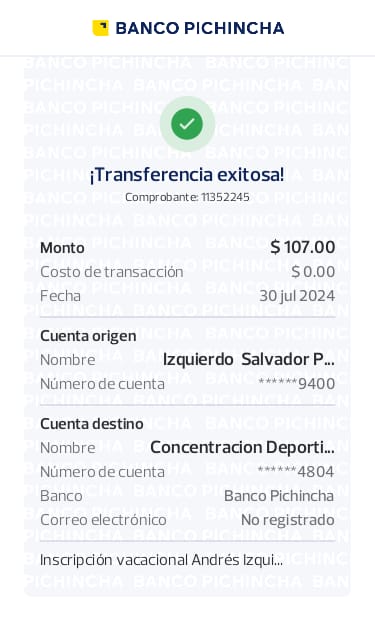 BANCO PICHINCHA
¡Transferencia exitosa!
Comprobante: 11352245
Monto $ 107.00
Costo de transacción $ 0.00
Fecha 30 jul 2024
Cuenta origen
Nombre Izquierdo Salvador P...
Número de cuenta ******9400
Cuenta destino
Nombre Concentracion Deporti...
Número de cuenta ******4804
Banco Banco Pichincha
Correo electrónico No registrado
Inscripción vacacional Andrés Izqui...